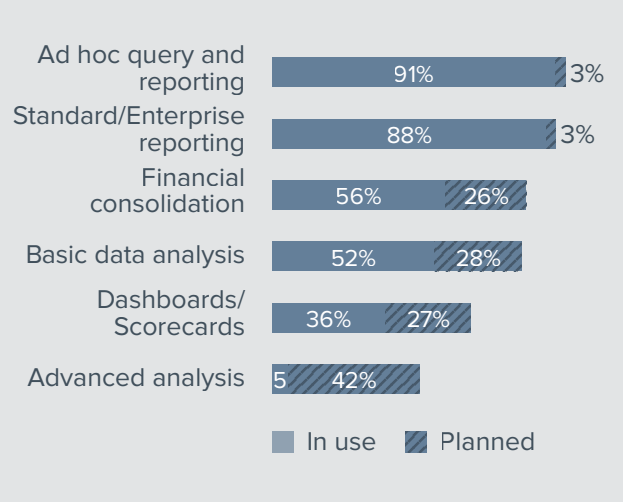 Ad hoc query and
reporting
91%
3%
Standard/Enterprise
reporting
88%
3%
Financial
consolidation
56%
26%
Basic data analysis
52%
28%
Dashboards/
Scorecards
36%
27%
Advanced analysis
5
42%
In use
Planned